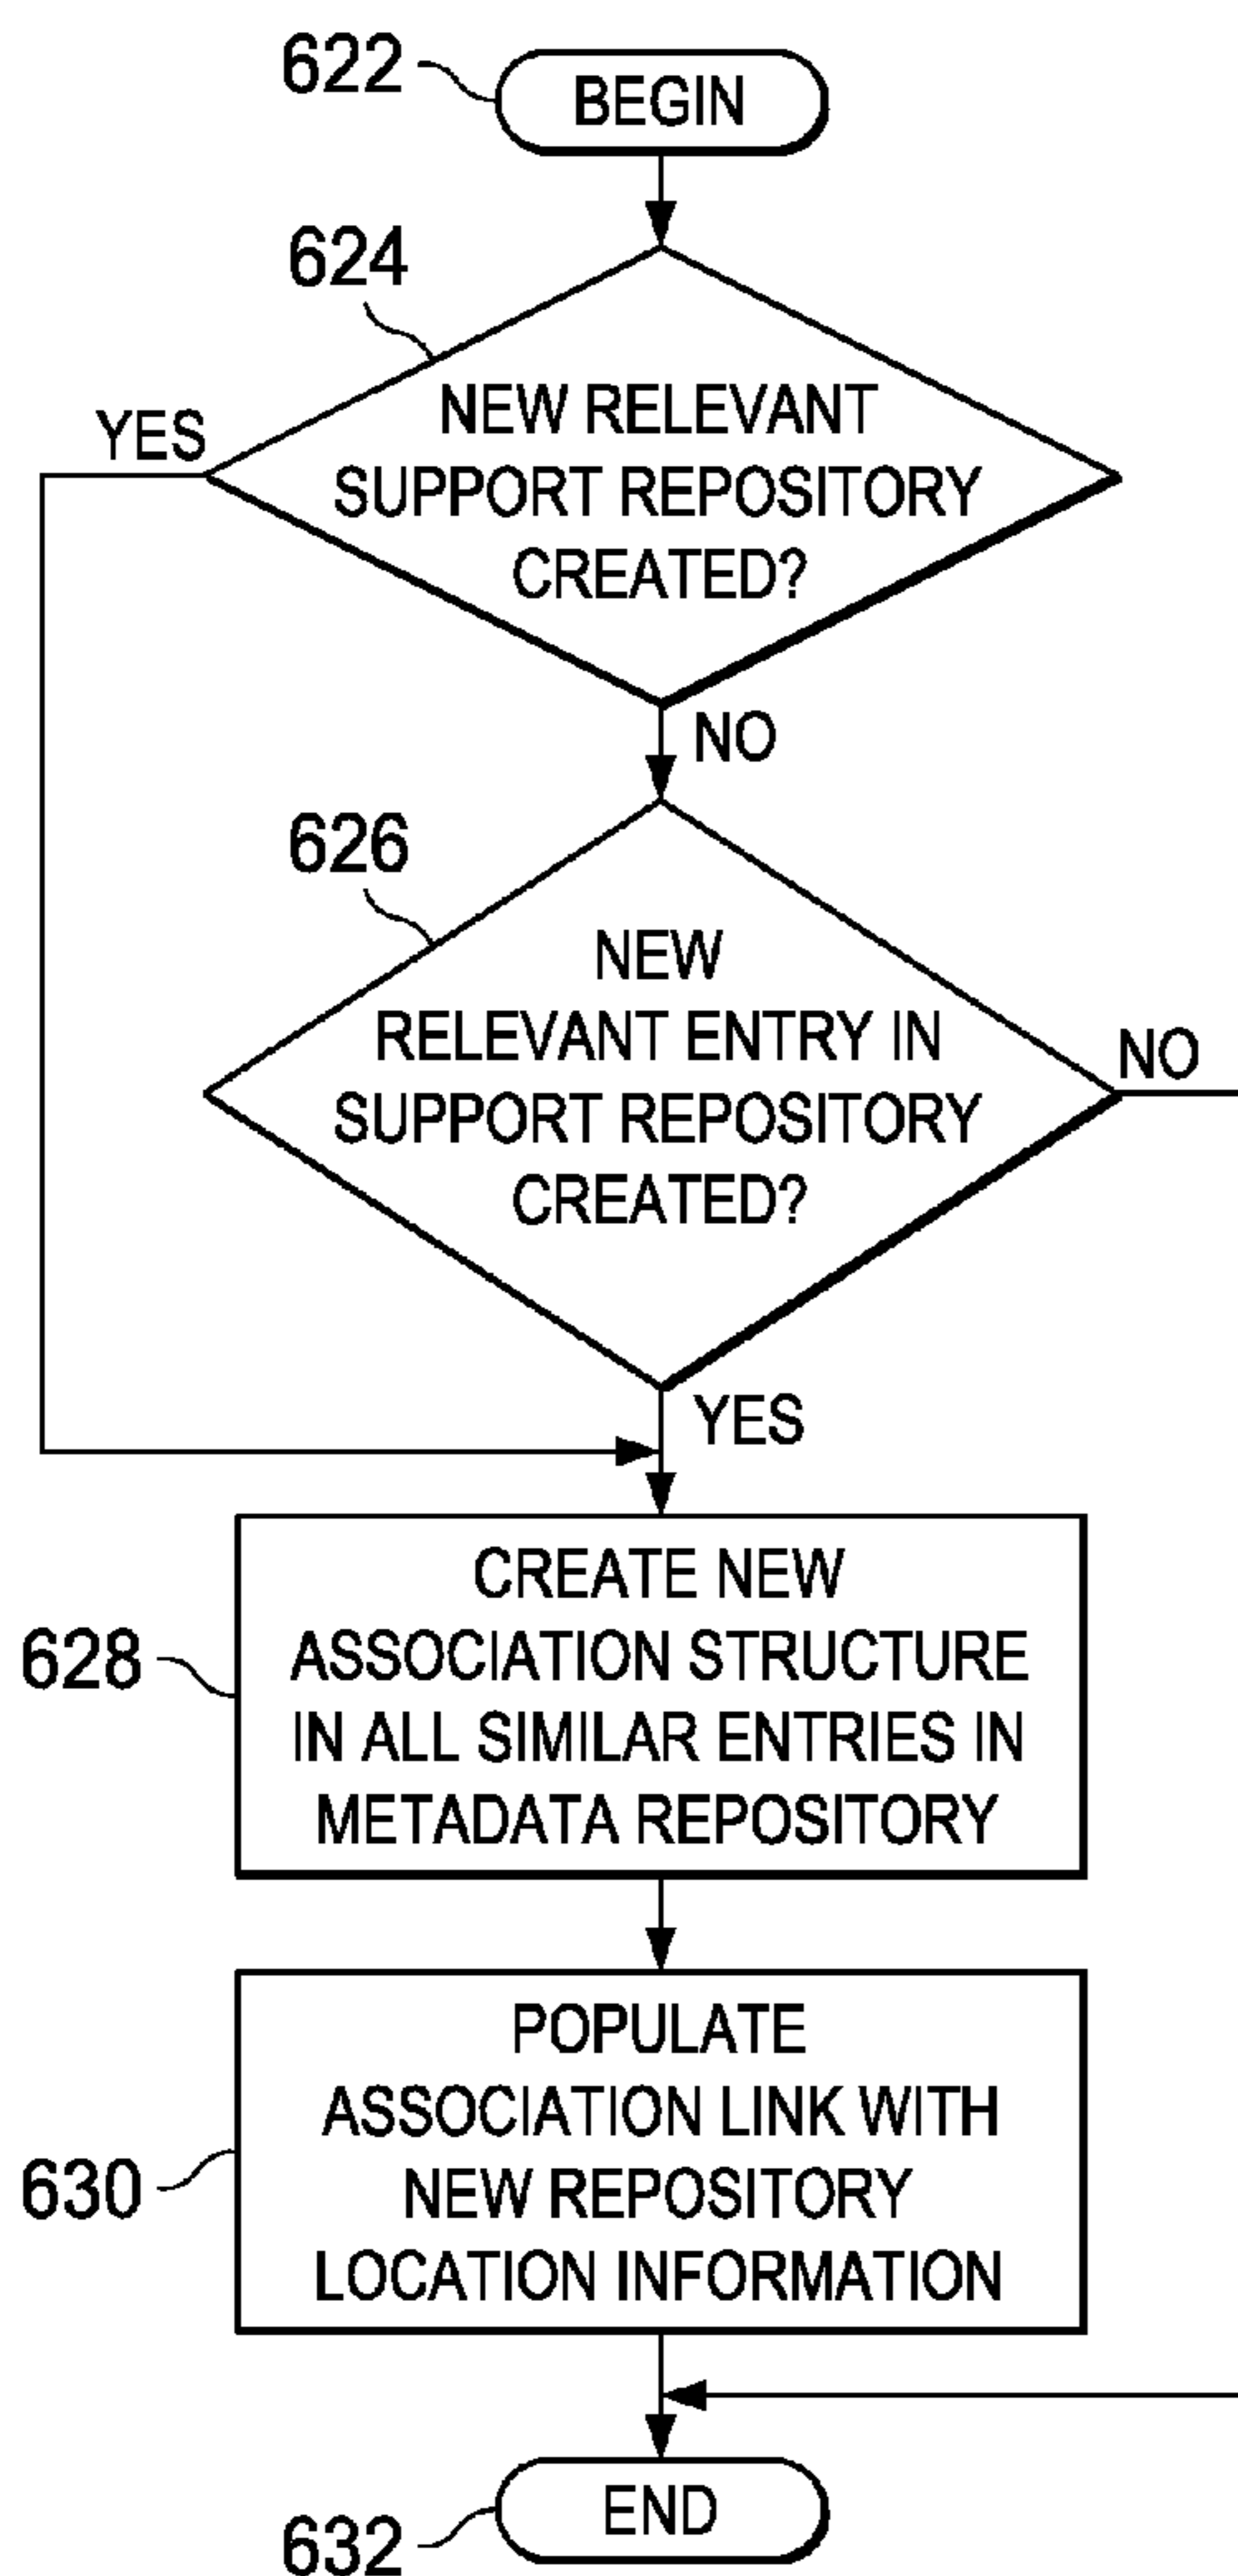 622
BEGIN
624
YES
NEW RELEVANT
SUPPORT REPOSITORY
CREATED?
NO
626
NEW
RELEVANT ENTRY IN
SUPPORT REPOSITORY
CREATED?
NO
YES
628
CREATE NEW
ASSOCIATION STRUCTURE
IN ALL SIMILAR ENTRIES IN
METADATA REPOSITORY
630
POPULATE
ASSOCIATION LINK WITH
NEW REPOSITORY
LOCATION INFORMATION
632
END